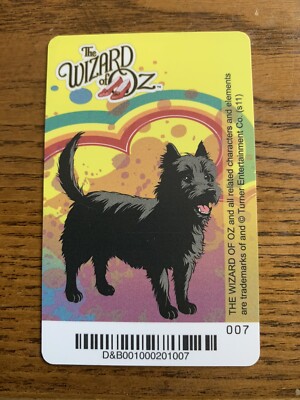 The
WIZARD
of OZ™
THE WIZARD OF OZ and all related characters and elements
are trademarks of and © Turner Entertainment Co. (s11)
007
D&B001000201007